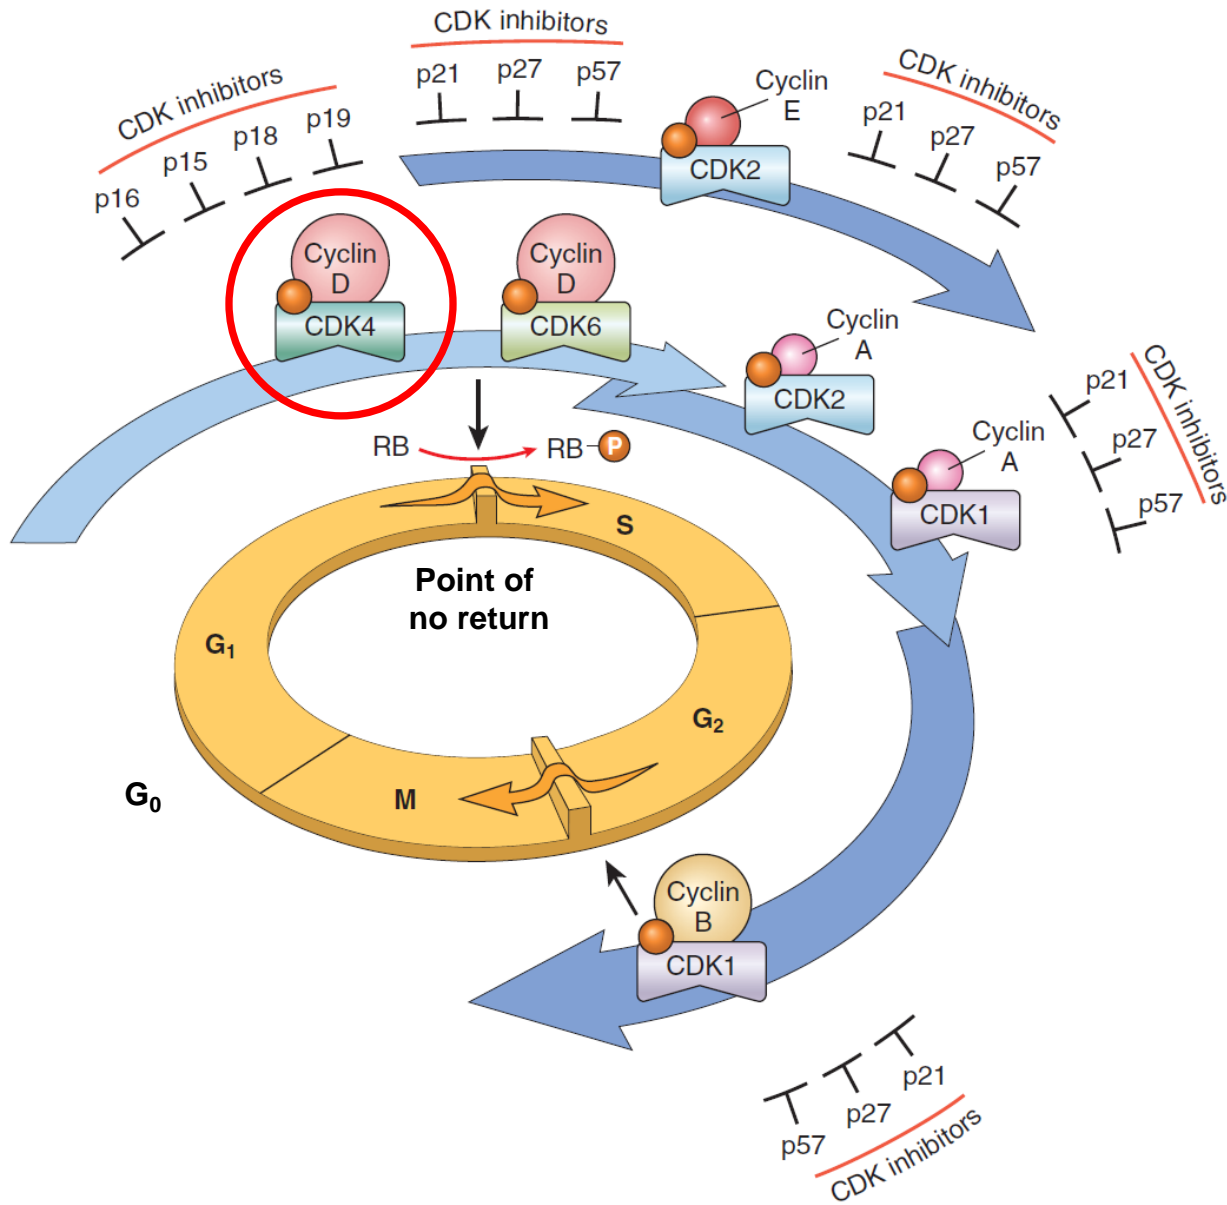 CDK inhibitors
p16
p15
p18
p19
CDK inhibitors
p21
p27
p57
Cyclin
E
CDK2
CDK inhibitors
p21
p27
p57
Cyclin
D
CDK4
Cyclin
D
CDK6
Cyclin
A
CDK2
Cyclin
A
CDK1
CDK inhibitors
p21
p27
p57
RB
RB
P
S
Point of
no return
G₁
G₂
M
G₀
Cyclin
B
CDK1
p21
p27
p57
CDK inhibitors